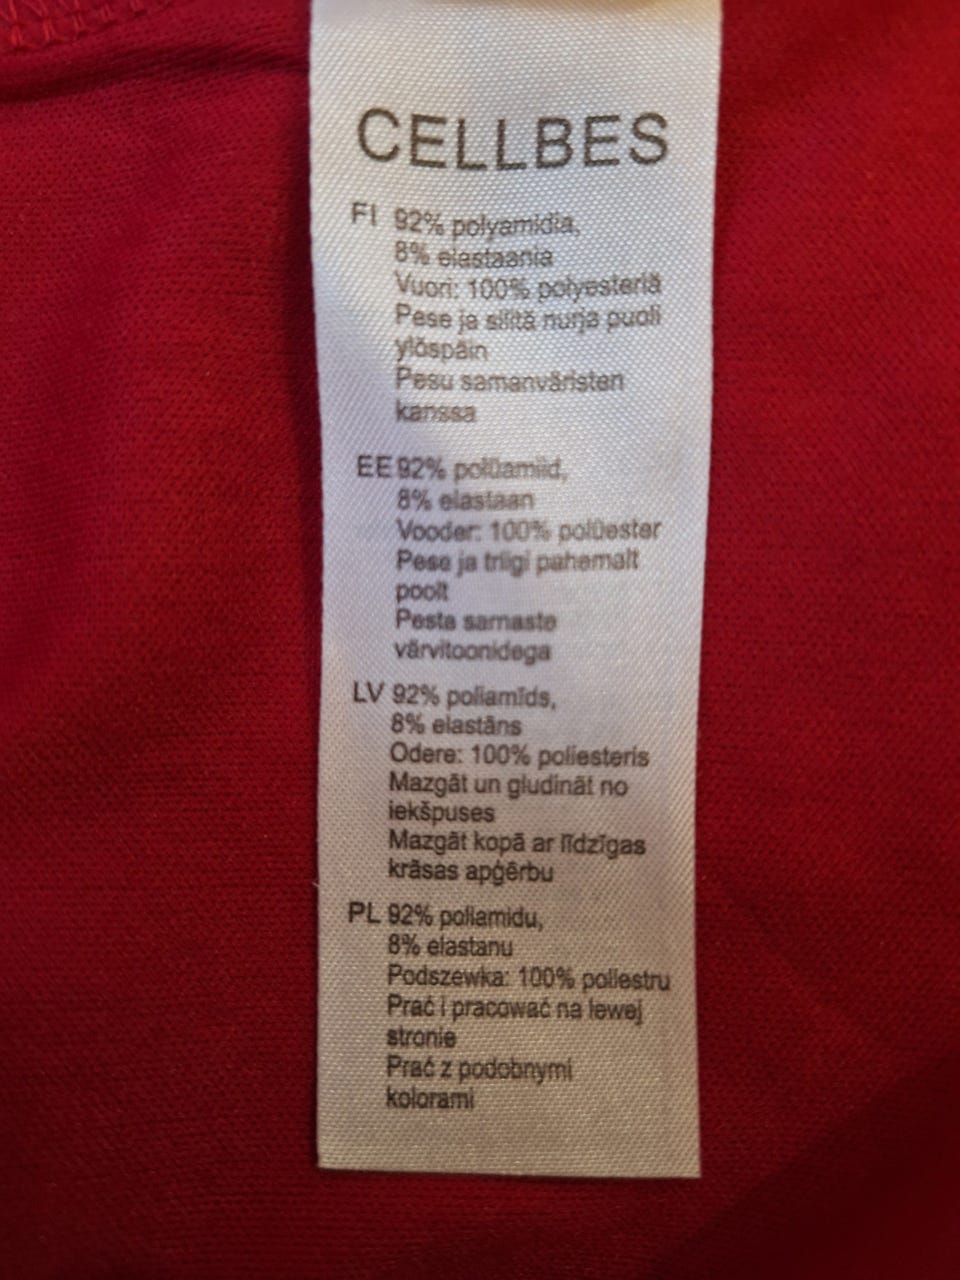 CELLBES
FI 92% polyamidia,
8% elastaania
Vuori: 100% polyesteriä
Pese ja silitä nurja puoli
ylöspäin
Pesu samanväristen
kanssa
EE 92% polüamiid,
8% elastaan
Vooder: 100% polüester
Pese ja triigi pahemalt
poolt
Pesta samaste
värvitoonidega
LV 92% poliamīds,
8% elastāns
Odere: 100% poliesteris
Mazgāt un gludināt no
iekšpuses
Mazgāt kopā ar līdzīgas
krāsas apģērbu
PL 92% poliamidu,
8% elastanu
Podszewka: 100% poliestru
Prać i pracować na lewej
stronie
Prać z podobnymi
kolorami